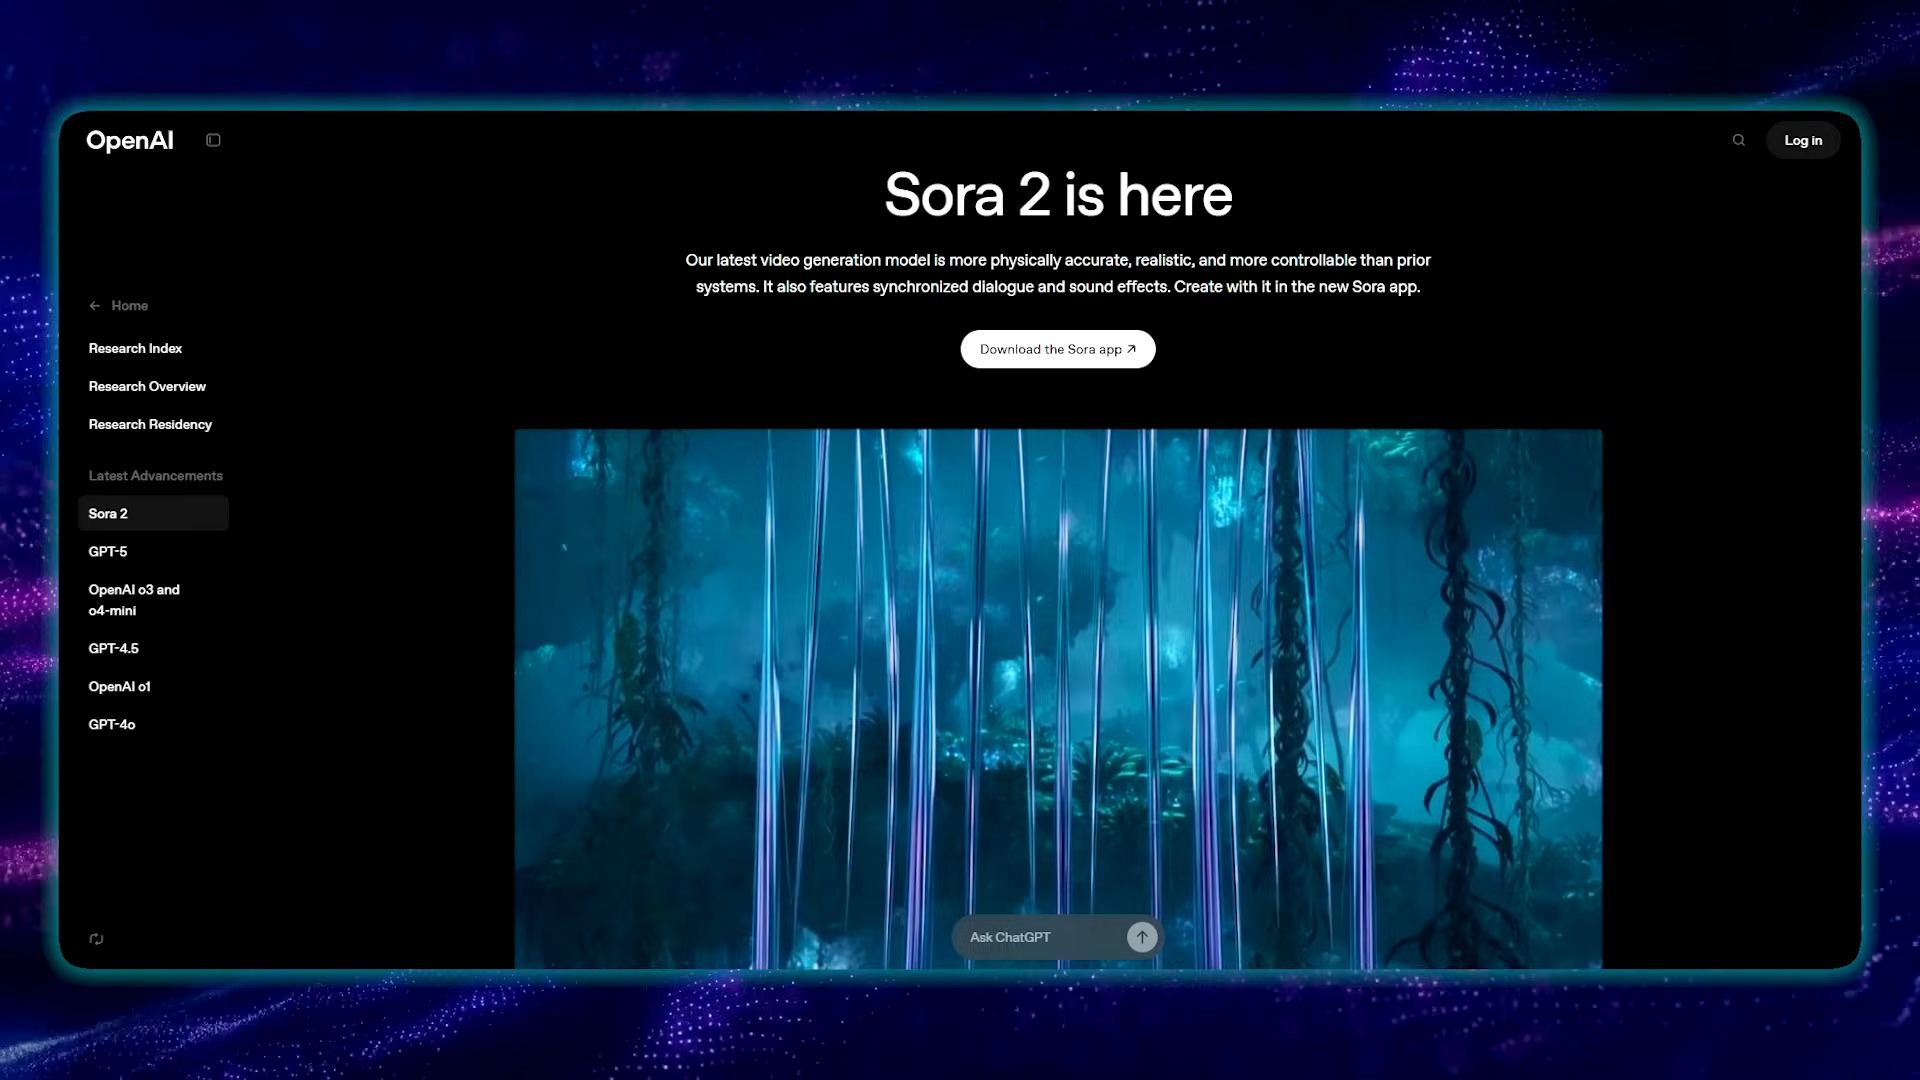 OpenAI
Log in
Sora 2 is here
Our latest video generation model is more physically accurate, realistic, and more controllable than prior
systems. It also features synchronized dialogue and sound effects. Create with it in the new Sora app.
Download the Sora app ↗
← Home
Research Index
Research Overview
Research Residency
Latest Advancements
Sora 2
GPT-5
OpenAI o3 and
o4-mini
GPT-4.5
OpenAI o1
GPT-4o
Ask ChatGPT